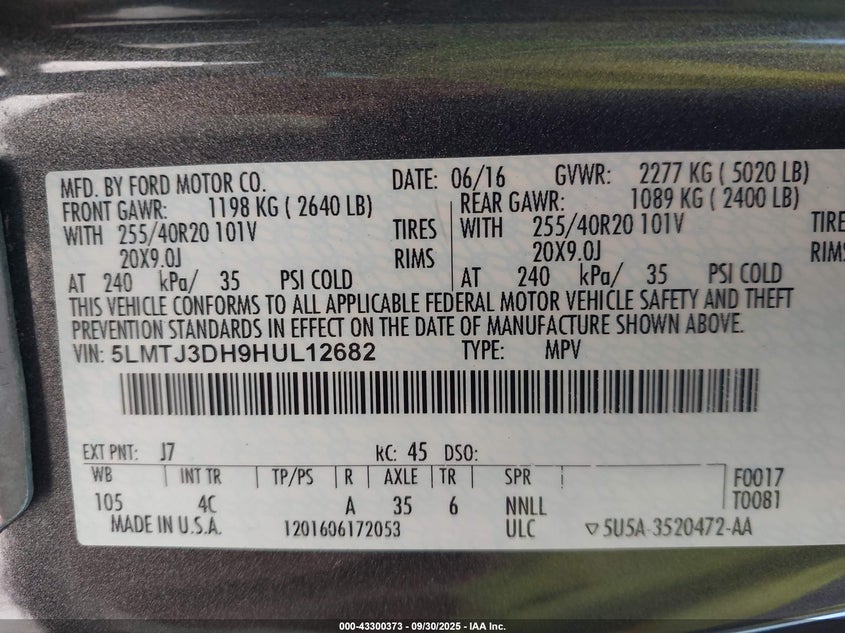 MFD. BY FORD MOTOR CO. DATE: 06/16 GVWR: 2277 KG ( 5020 LB)
FRONT GAWR: 1198 KG ( 2640 LB) REAR GAWR: 1089 KG ( 2400 LB)
WITH 255/40R20 101V TIRES WITH 255/40R20 101V TIRE
20X9.0J RIMS 20X9.0J RIMS
AT 240 kPa/ 35 PSI COLD AT 240 kPa/ 35 PSI COLD
THIS VEHICLE CONFORMS TO ALL APPLICABLE FEDERAL MOTOR VEHICLE SAFETY AND THEFT
PREVENTION STANDARDS IN EFFECT ON THE DATE OF MANUFACTURE SHOWN ABOVE.
VIN: 5LMTJ3DH9HUL12682 TYPE: MPV
EXT PNT: J7 RC: 45 DSO:
WB INT TR TP/PS R AXLE TR SPR F0017
105 4C A 35 6 NNLL T0081
MADE IN U.S.A. 1201606172053 ULC ▽5U5A-3520472-AA
000-43300373 - 09/30/2025 - IAA Inc.